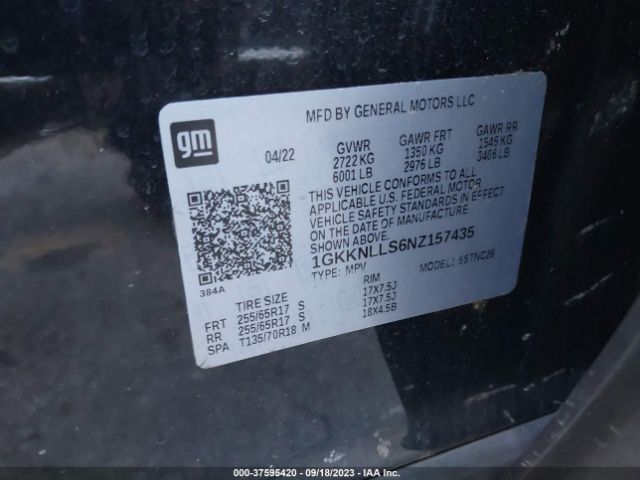 MFD BY GENERAL MOTORS LLC
gm
04/22
GVWR GAWR FRT GAWR RR
2722 KG 1350 KG 1545 KG
6001 LB 2976 LB 3406 LB
THIS VEHICLE CONFORMS TO ALL
APPLICABLE U.S. FEDERAL MOTOR
VEHICLE SAFETY STANDARDS IN EFFECT
ON THE DATE OF MANUFACTURE
SHOWN ABOVE.
1GKKNLLS6NZ157435
TYPE: MPV MODEL: SSTNC26
384A
TIRE SIZE RIM
FRT 255/65R17 S 17X7.5J
RR 255/65R17 S 17X7.5J
SPA T135/70R18 M 18X4.5B
000-37595420 - 09/18/2023 - IAA Inc.